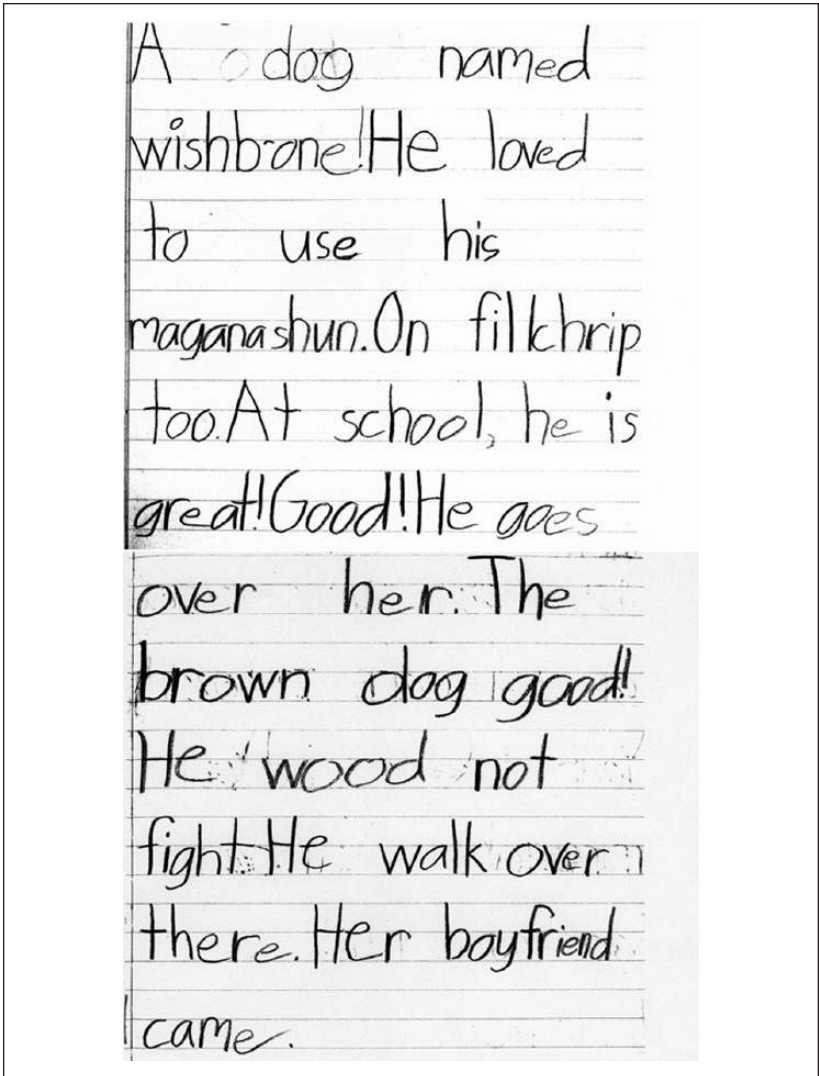 A dog named
wishbone!He loved
to use his
maganashun.On filkhrip
too.At school, he is
great!Good!He goes
over her. The
brown dog good!
He wood not
fight.He walk over
there.Her boyfriend
came.